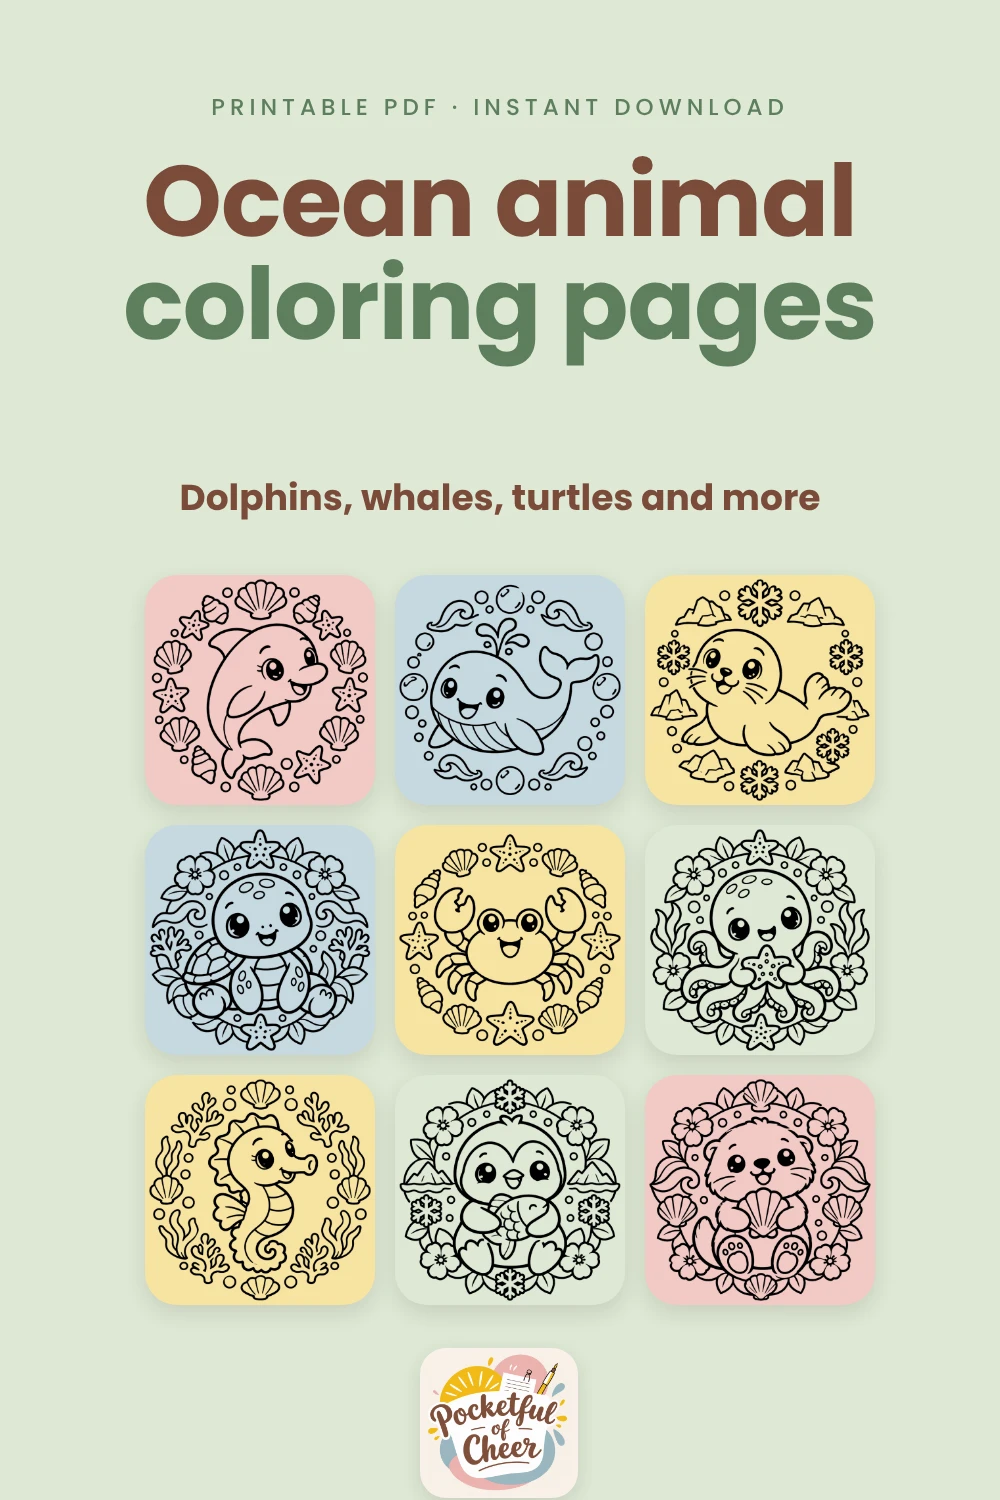 PRINTABLE PDF · INSTANT DOWNLOAD
Ocean animal
coloring pages
Dolphins, whales, turtles and more
Pocketful
of
Cheer